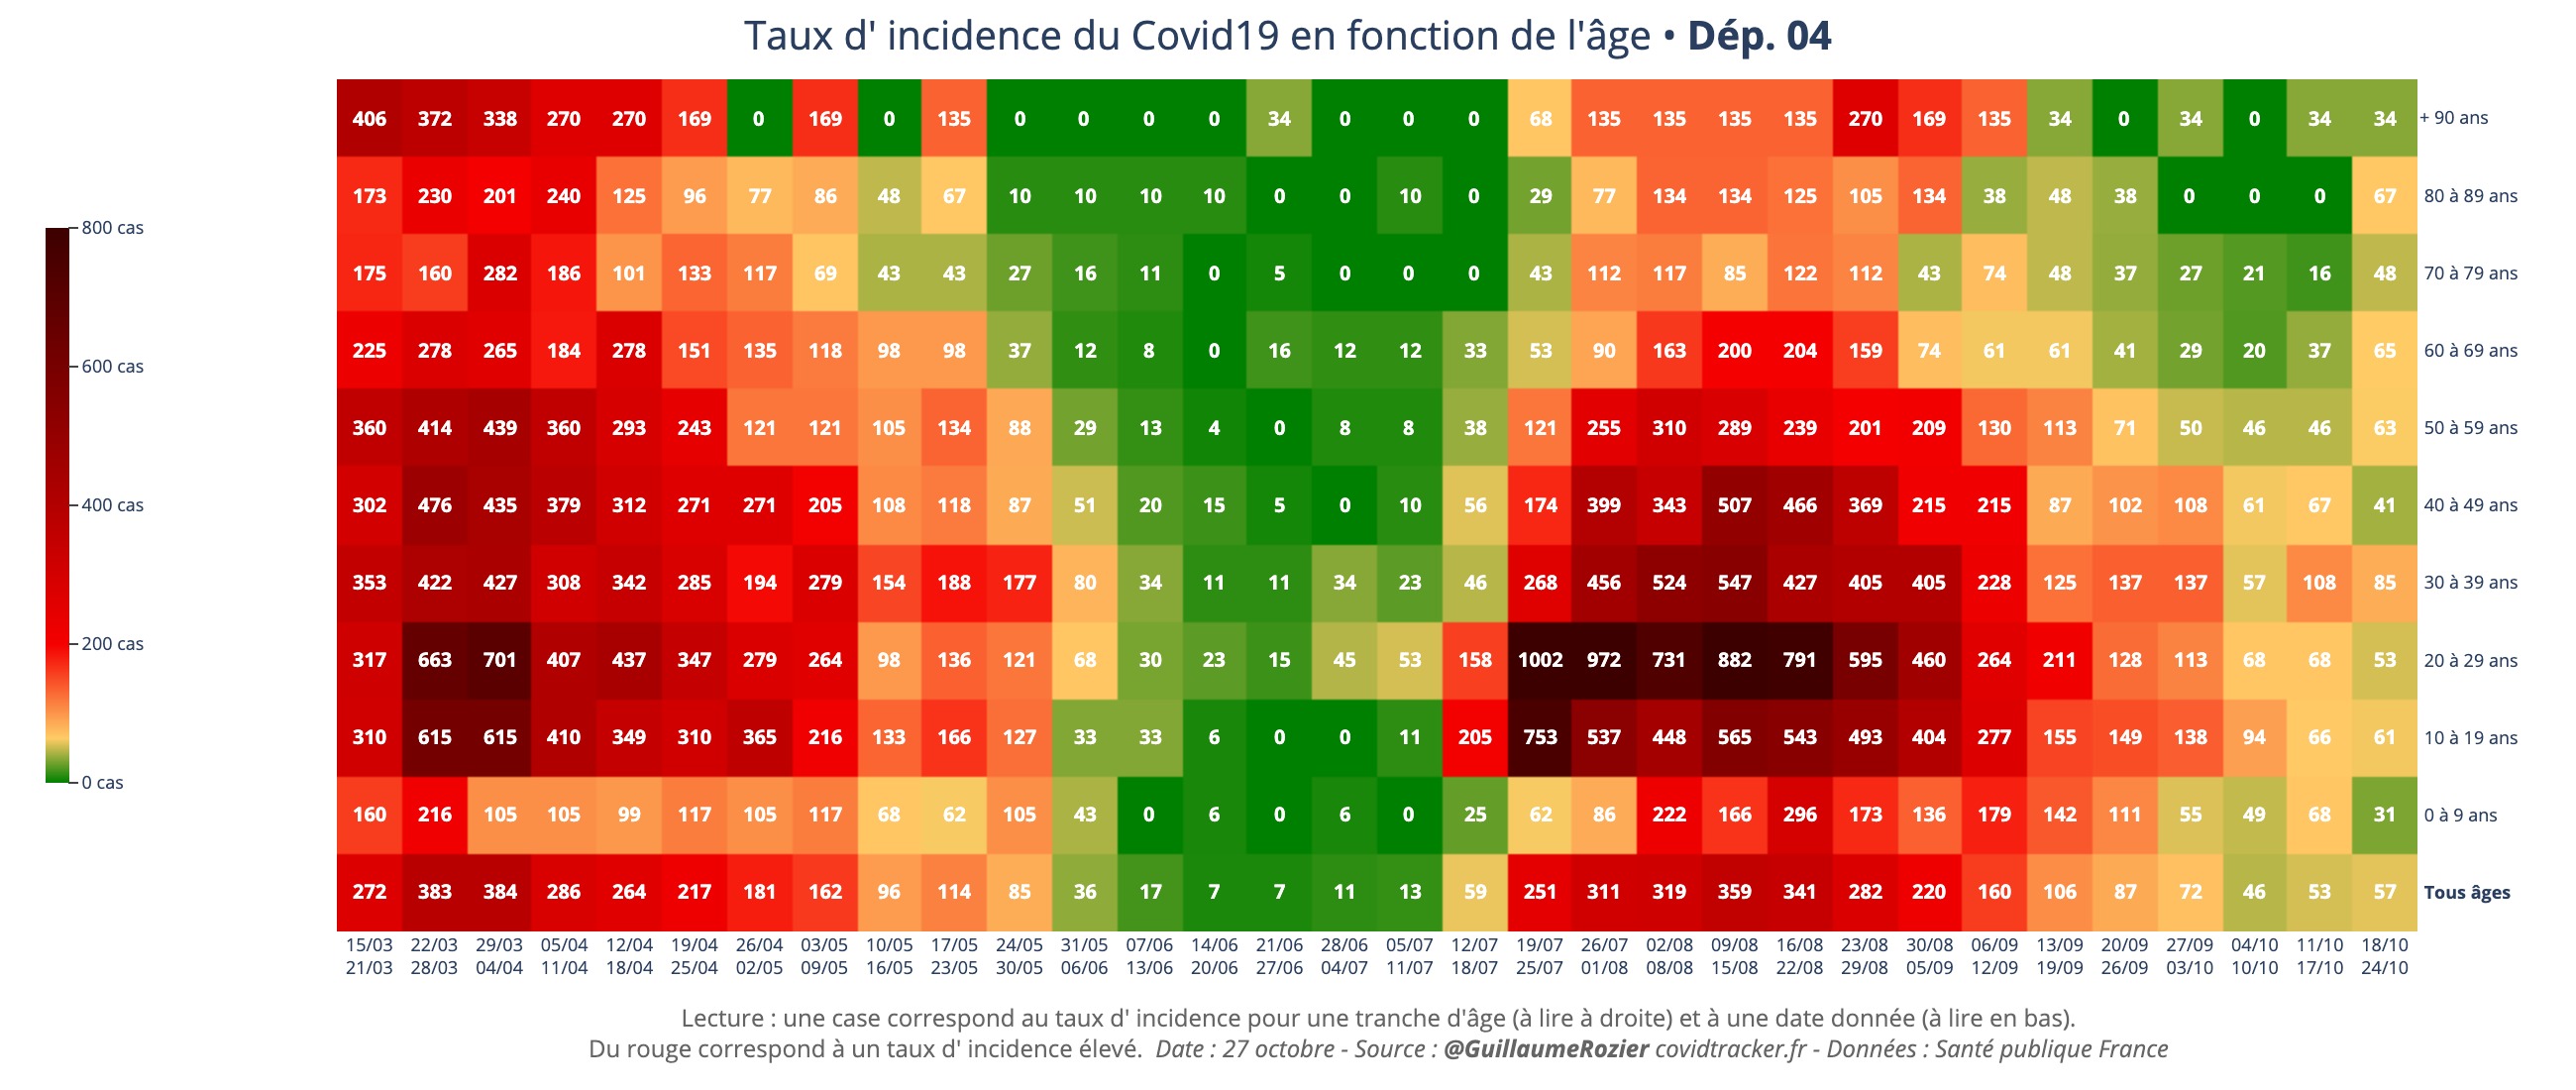 Taux d' incidence du Covid19 en fonction de l'âge • Dép. 04
406 372 338 270 270 169 0 169 0 135 0 0 0 0 34 0 0 0 68 135 135 135 135 270 169 135 34 0 34 0 34 34 + 90 ans
173 230 201 240 125 96 77 86 48 67 10 10 10 10 0 0 10 0 29 77 134 134 125 105 134 38 48 38 0 0 0 67 80 à 89 ans
800 cas
175 160 282 186 101 133 117 69 43 43 27 16 11 0 5 0 0 0 43 112 117 85 122 112 43 74 48 37 27 21 16 48 70 à 79 ans
225 278 265 184 278 151 135 118 98 98 37 12 8 0 16 12 12 33 53 90 163 200 204 159 74 61 61 41 29 20 37 65 60 à 69 ans
600 cas
360 414 439 360 293 243 121 121 105 134 88 29 13 4 0 8 8 38 121 255 310 289 239 201 209 130 113 71 50 46 46 63 50 à 59 ans
400 cas
302 476 435 379 312 271 271 205 108 118 87 51 20 15 5 0 10 56 174 399 343 507 466 369 215 215 87 102 108 61 67 41 40 à 49 ans
353 422 427 308 342 285 194 279 154 188 177 80 34 11 11 34 23 46 268 456 524 547 427 405 405 228 125 137 137 57 108 85 30 à 39 ans
200 cas
317 663 701 407 437 347 279 264 98 136 121 68 30 23 15 45 53 158 1002 972 731 882 791 595 460 264 211 128 113 68 68 53 20 à 29 ans
310 615 615 410 349 310 365 216 133 166 127 33 33 6 0 0 11 205 753 537 448 565 543 493 404 277 155 149 138 94 66 61 10 à 19 ans
0 cas
160 216 105 105 99 117 105 117 68 62 105 43 0 6 0 6 0 25 62 86 222 166 296 173 136 179 142 111 55 49 68 31 0 à 9 ans
272 383 384 286 264 217 181 162 96 114 85 36 17 7 7 11 13 59 251 311 319 359 341 282 220 160 106 87 72 46 53 57 Tous âges
15/03 22/03 29/03 05/04 12/04 19/04 26/04 03/05 10/05 17/05 24/05 31/05 07/06 14/06 21/06 28/06 05/07 12/07 19/07 26/07 02/08 09/08 16/08 23/08 30/08 06/09 13/09 20/09 27/09 04/10 11/10 18/10
21/03 28/03 04/04 11/04 18/04 25/04 02/05 09/05 16/05 23/05 30/05 06/06 13/06 20/06 27/06 04/07 11/07 18/07 25/07 01/08 08/08 15/08 22/08 29/08 05/09 12/09 19/09 26/09 03/10 10/10 17/10 24/10
Lecture : une case correspond au taux d' incidence pour une tranche d'âge (à lire à droite) et à une date donnée (à lire en bas).
Du rouge correspond à un taux d' incidence élevé. Date : 27 octobre - Source : @GuillaumeRozier covidtracker.fr - Données : Santé publique France